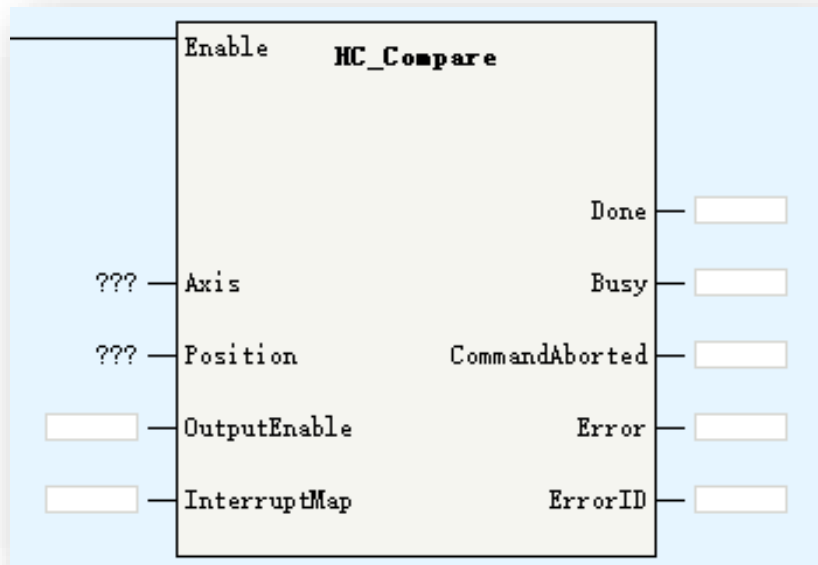 Enable
HC_Compare
Done
??? Axis
Busy
??? Position
CommandAborted
OutputEnable
Error
InterruptMap
ErrorID